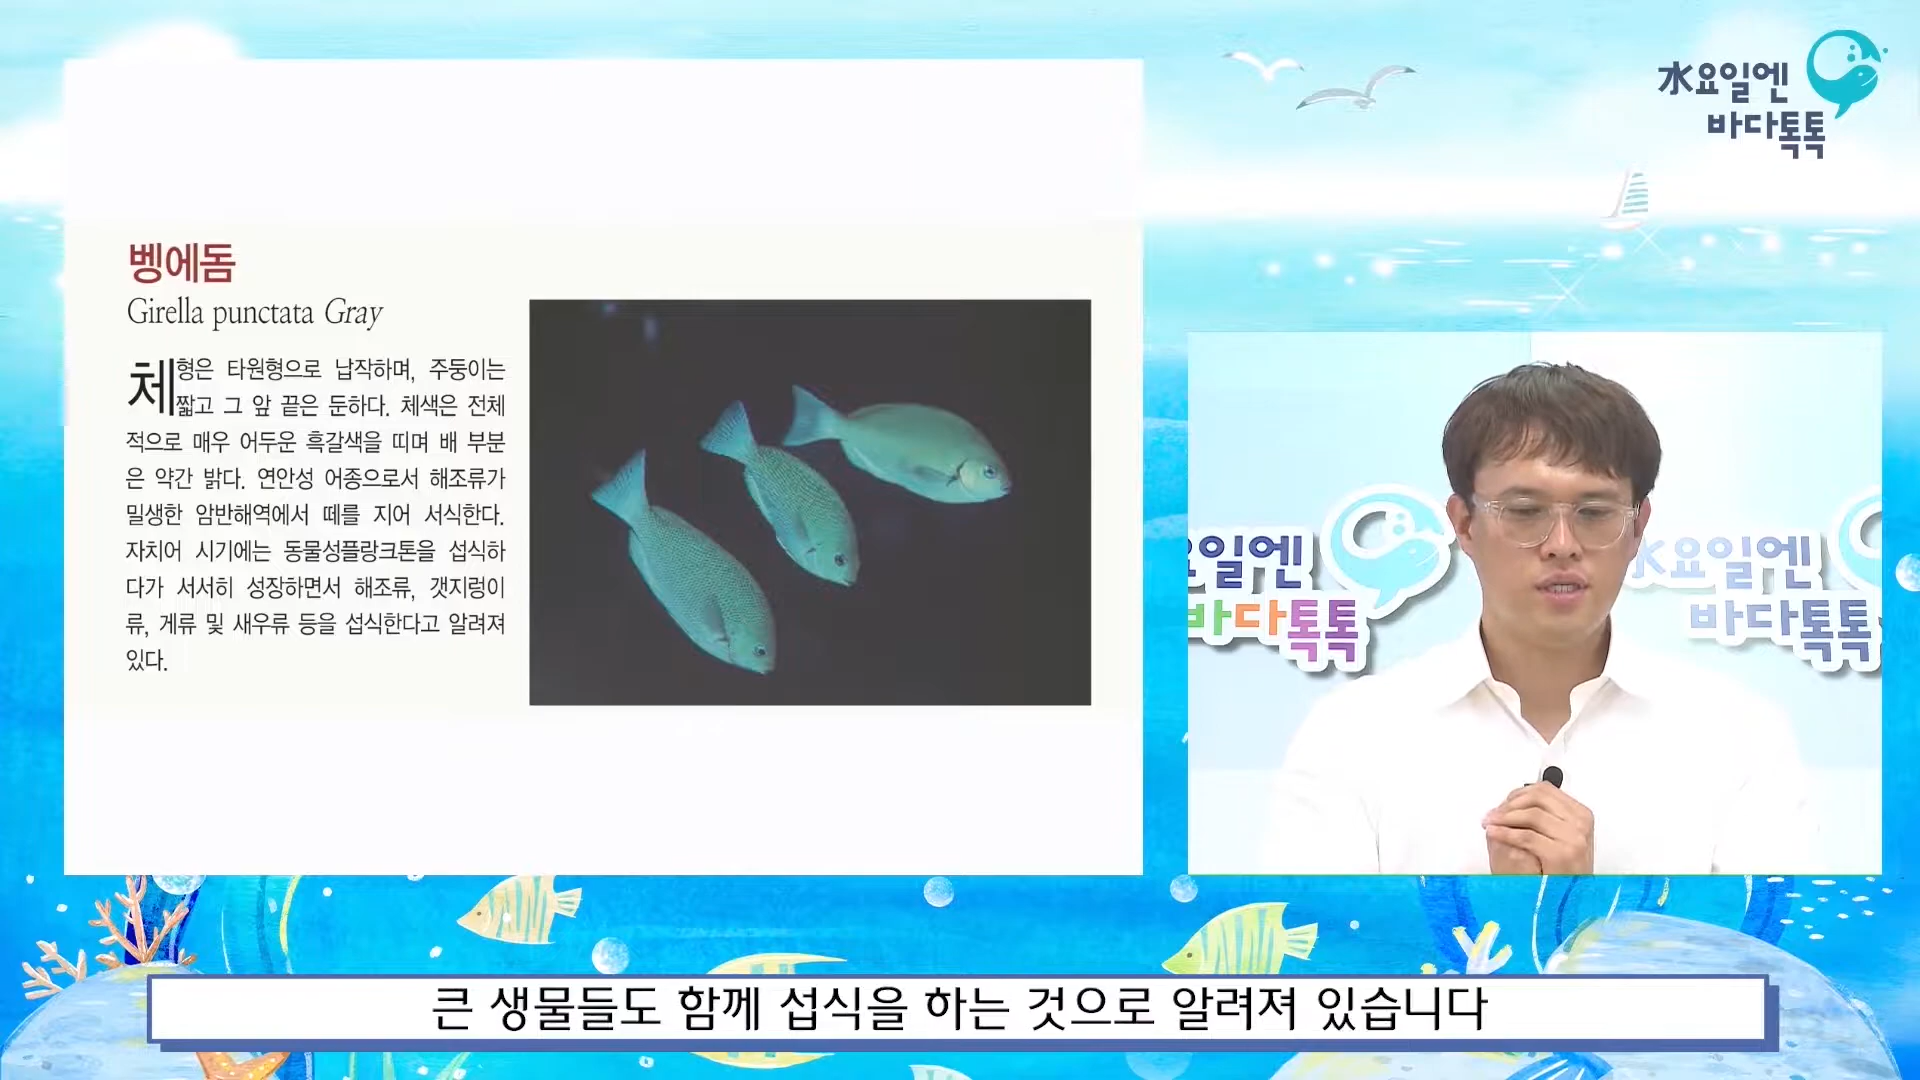 水요일엔
바다톡톡
벵에돔
Girella punctata Gray
체형은 타원형으로 납작하며, 주둥이는
짧고 그 앞 끝은 둔하다. 체색은 전체
적으로 매우 어두운 흑갈색을 띠며 배 부분
은 약간 밝다. 연안성 어종으로서 해조류가
밀생한 암반해역에서 떼를 지어 서식한다.
자치어 시기에는 동물성플랑크톤을 섭식하
다가 서서히 성장하면서 해조류, 갯지렁이
류, 게류 및 새우류 등을 섭식한다고 알려져
있다.
요일엔
바다톡톡
水요일엔
바다톡톡
큰 생물들도 함께 섭식을 하는 것으로 알려져 있습니다